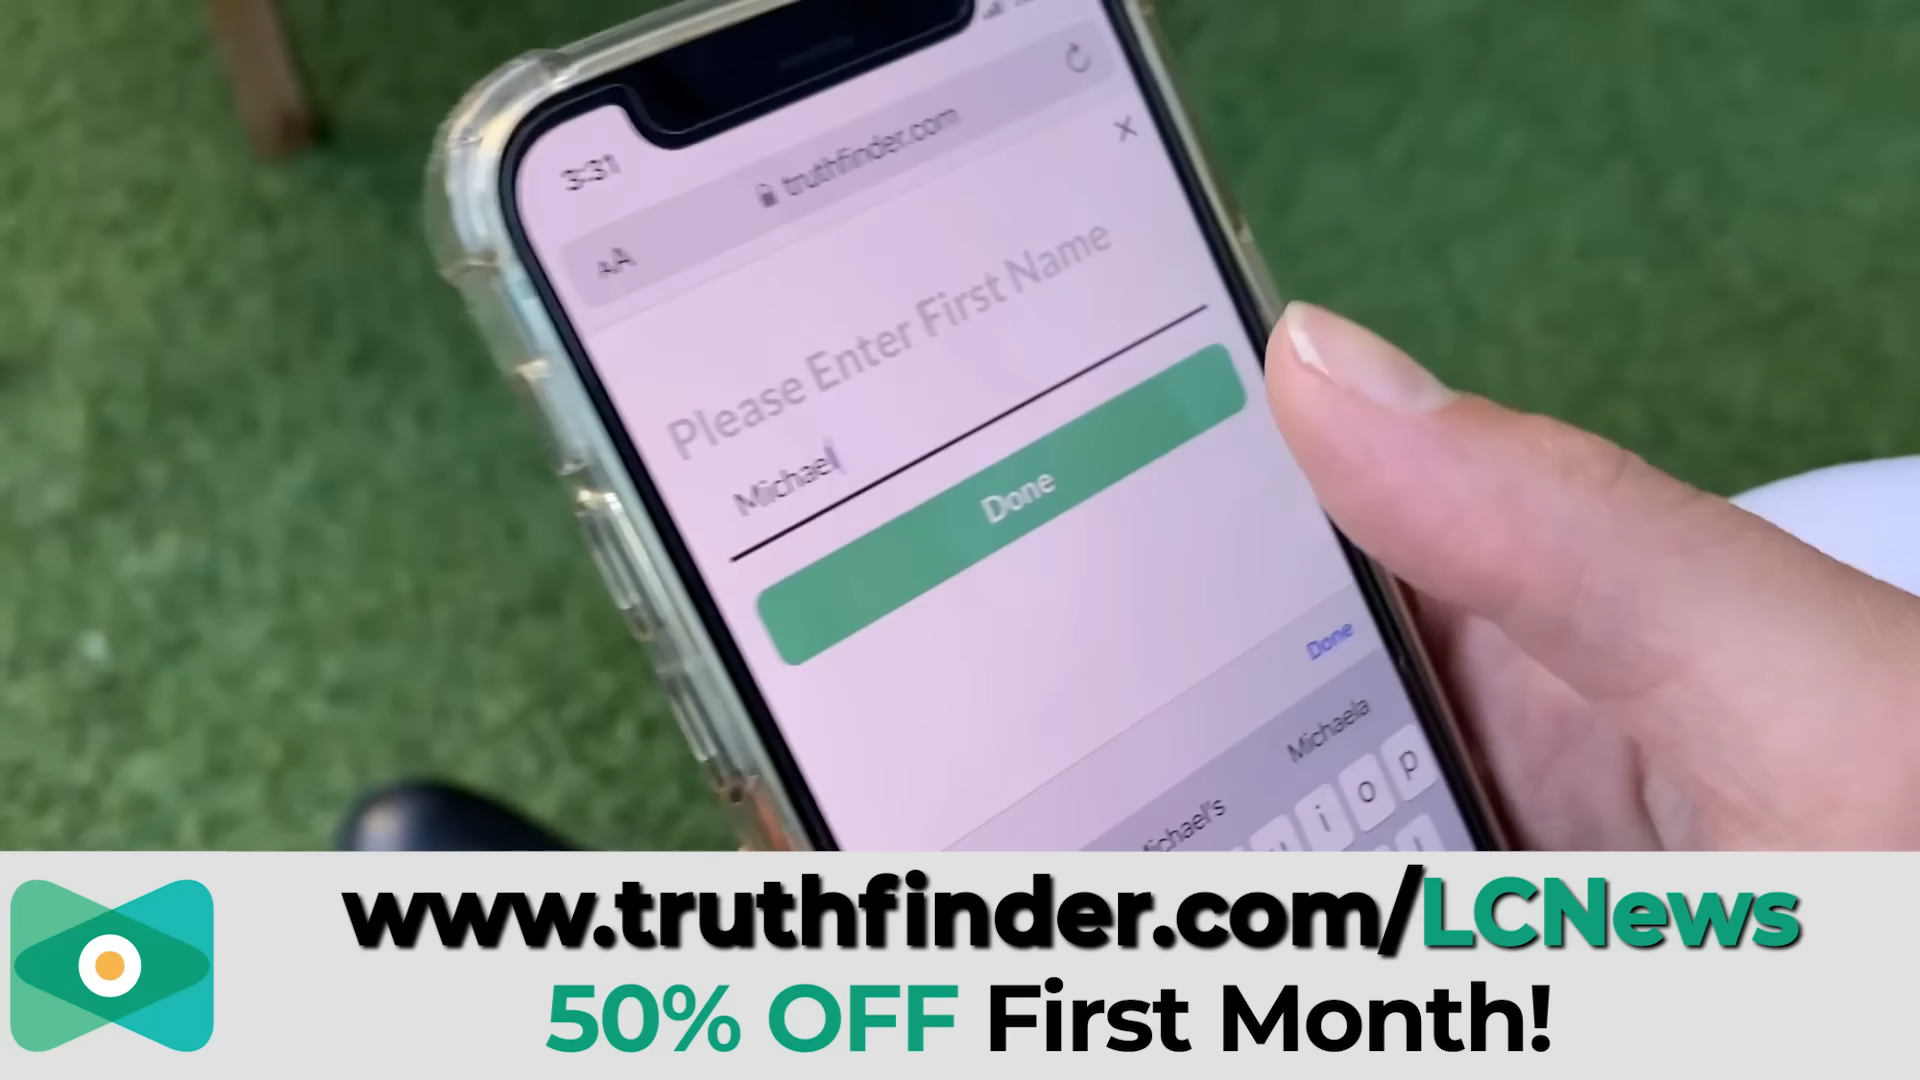 3:31
AA truthfinder.com
Please Enter First Name
Michael
Done
Done
Michael's Michaela
u i o p
www.truthfinder.com/LCNews
50% OFF First Month!